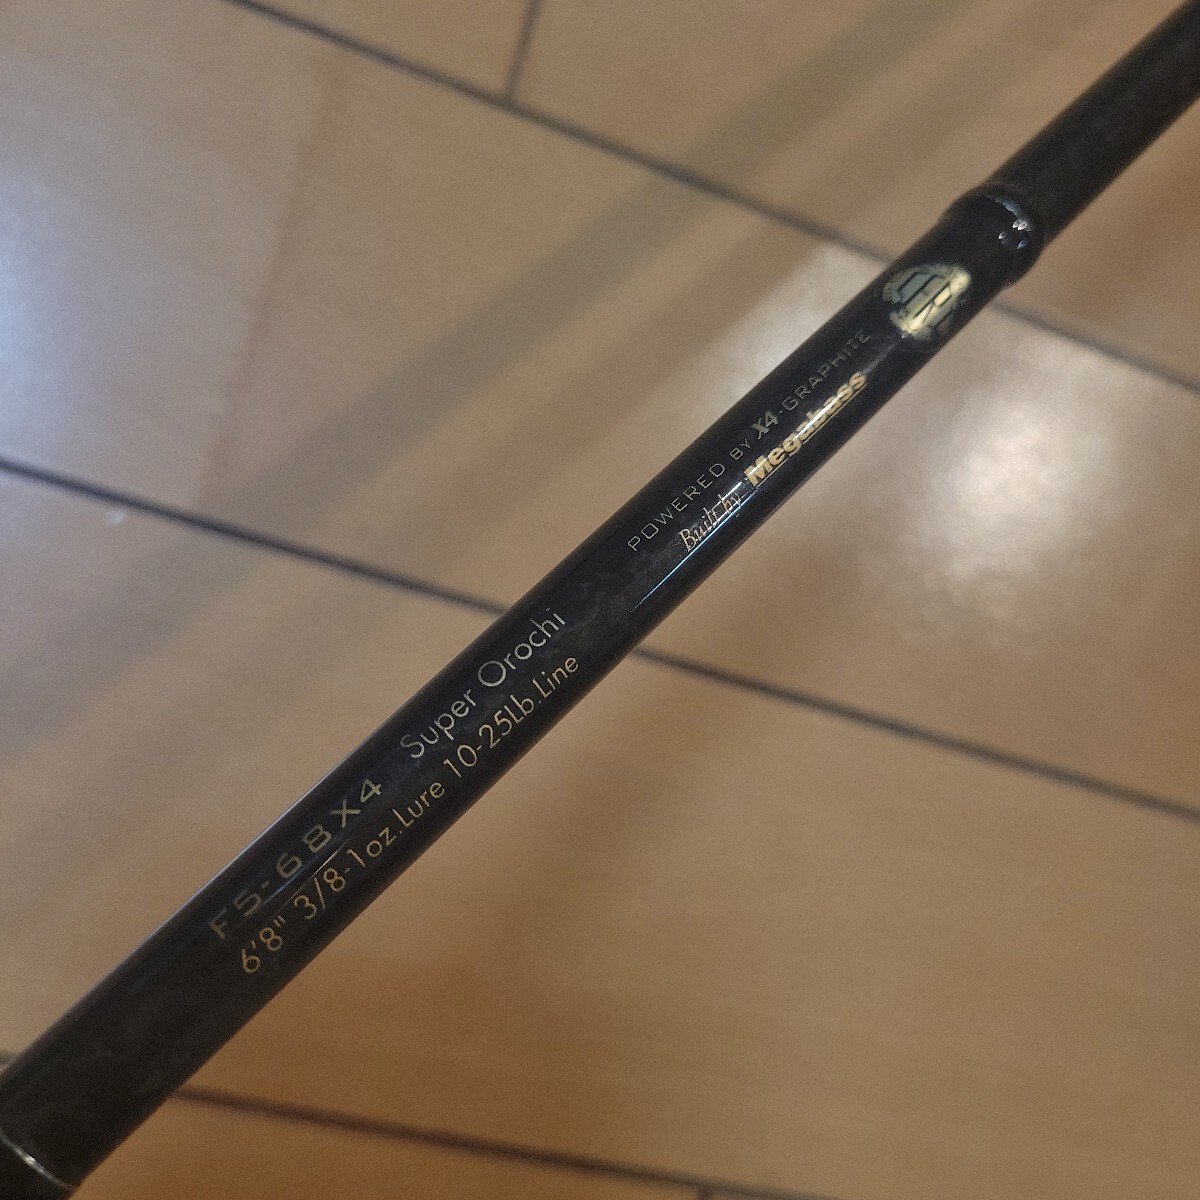 F5-68X4 Super Orochi
6'8" 3/8-1oz.Lure 10-25Lb.Line
POWERED BY X4-GRAPHITE
Built by Megabass